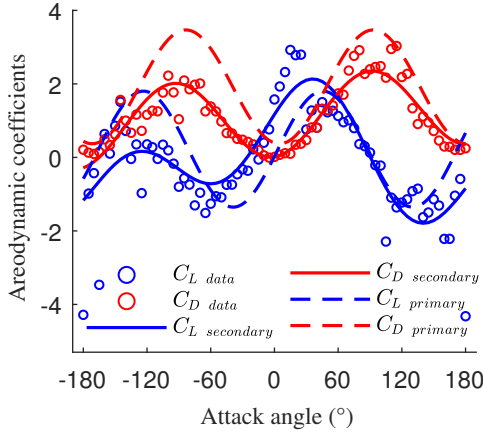 Areodynamic coefficients
4
2
0
-2
-4
C_L data
C_D data
C_L secondary
C_D secondary
C_L primary
C_D primary
-180 -120 -60 0 60 120 180
Attack angle (°)